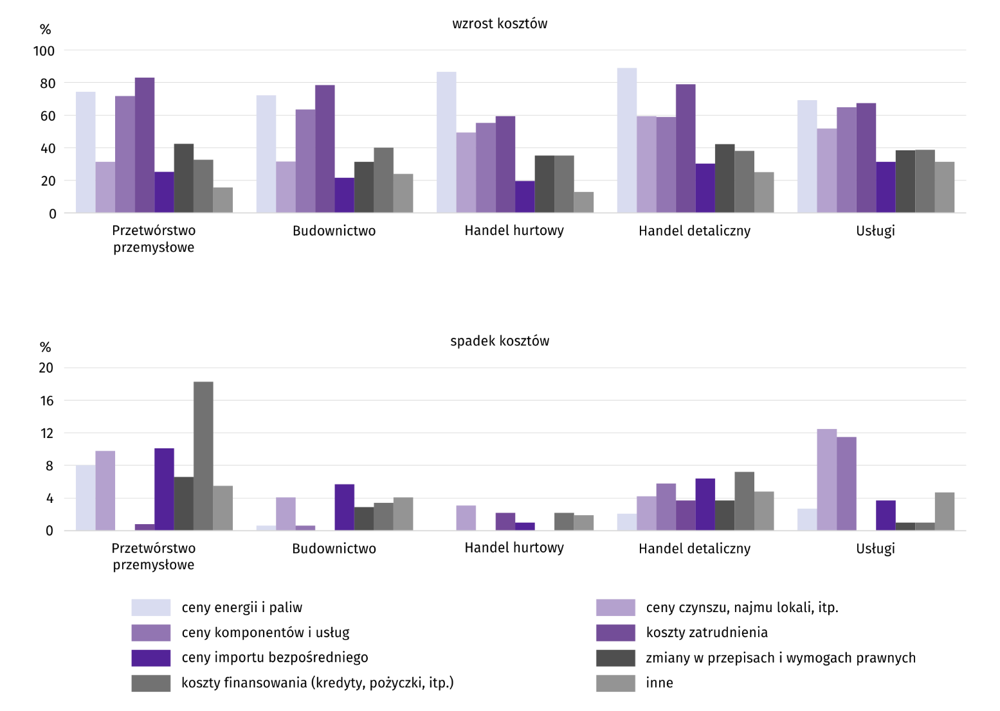 wzrost kosztów
%
100
80
60
40
20
0
Przetwórstwo
przemysłowe
Budownictwo
Handel hurtowy
Handel detaliczny
Usługi
spadek kosztów
%
20
16
12
8
4
0
Przetwórstwo
przemysłowe
Budownictwo
Handel hurtowy
Handel detaliczny
Usługi
ceny energii i paliw
ceny czynszu, najmu lokali, itp.
ceny komponentów i usług
koszty zatrudnienia
ceny importu bezpośredniego
zmiany w przepisach i wymogach prawnych
koszty finansowania (kredyty, pożyczki, itp.)
inne